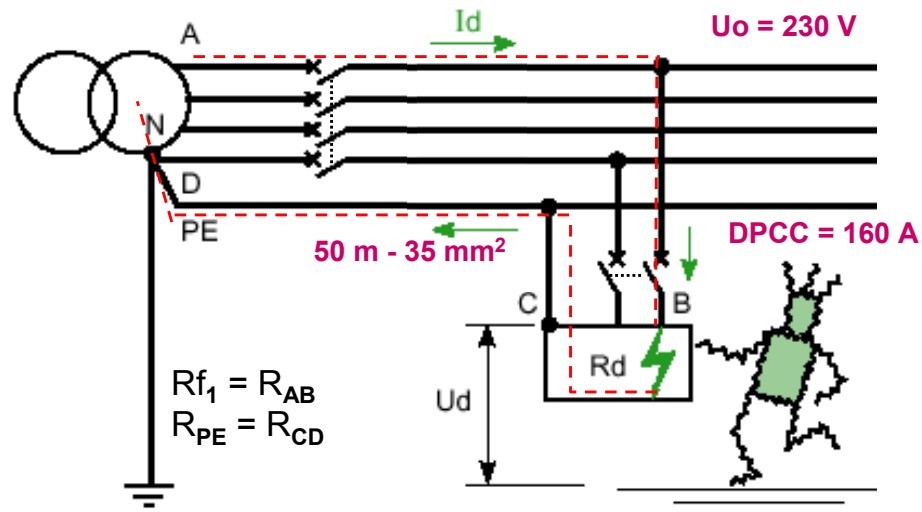 A
Id
Uo = 230 V
N
D
PE
50 m - 35 mm²
DPCC = 160 A
C
B
Rd
Ud
Rf₁ = R_AB
R_PE = R_CD